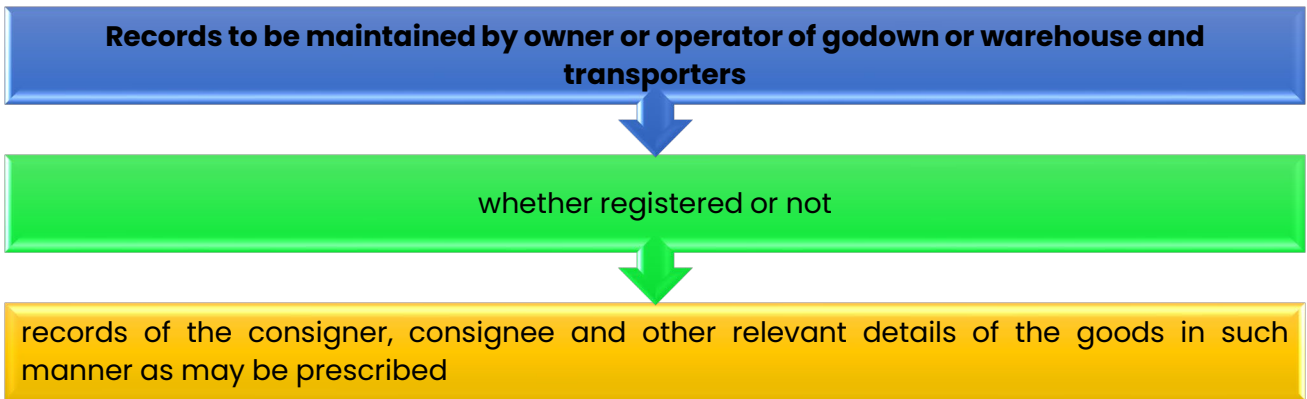 Records to be maintained by owner or operator of godown or warehouse and
transporters
whether registered or not
records of the consigner, consignee and other relevant details of the goods in such
manner as may be prescribed